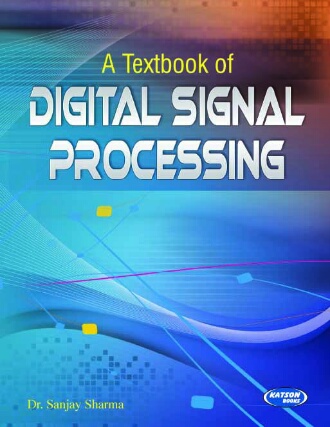 A Textbook of
DIGITAL SIGNAL
PROCESSING
Dr. Sanjay Sharma
KATSON
BOOKS